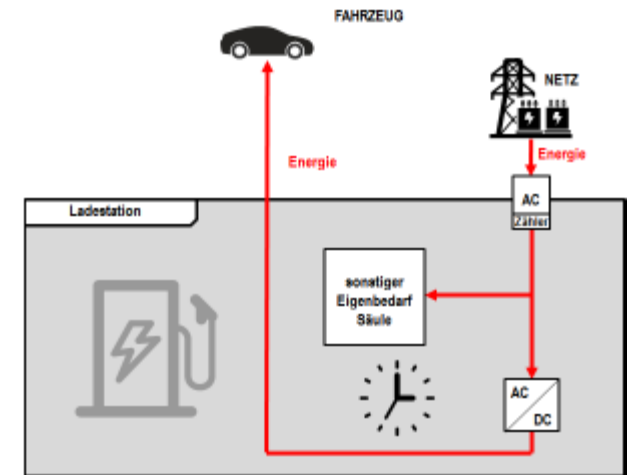 FAHRZEUG
NETZ
Energie
Energie
Ladestation
AC
Zähler
sonstiger
Eigenbedarf
Säule
AC
DC